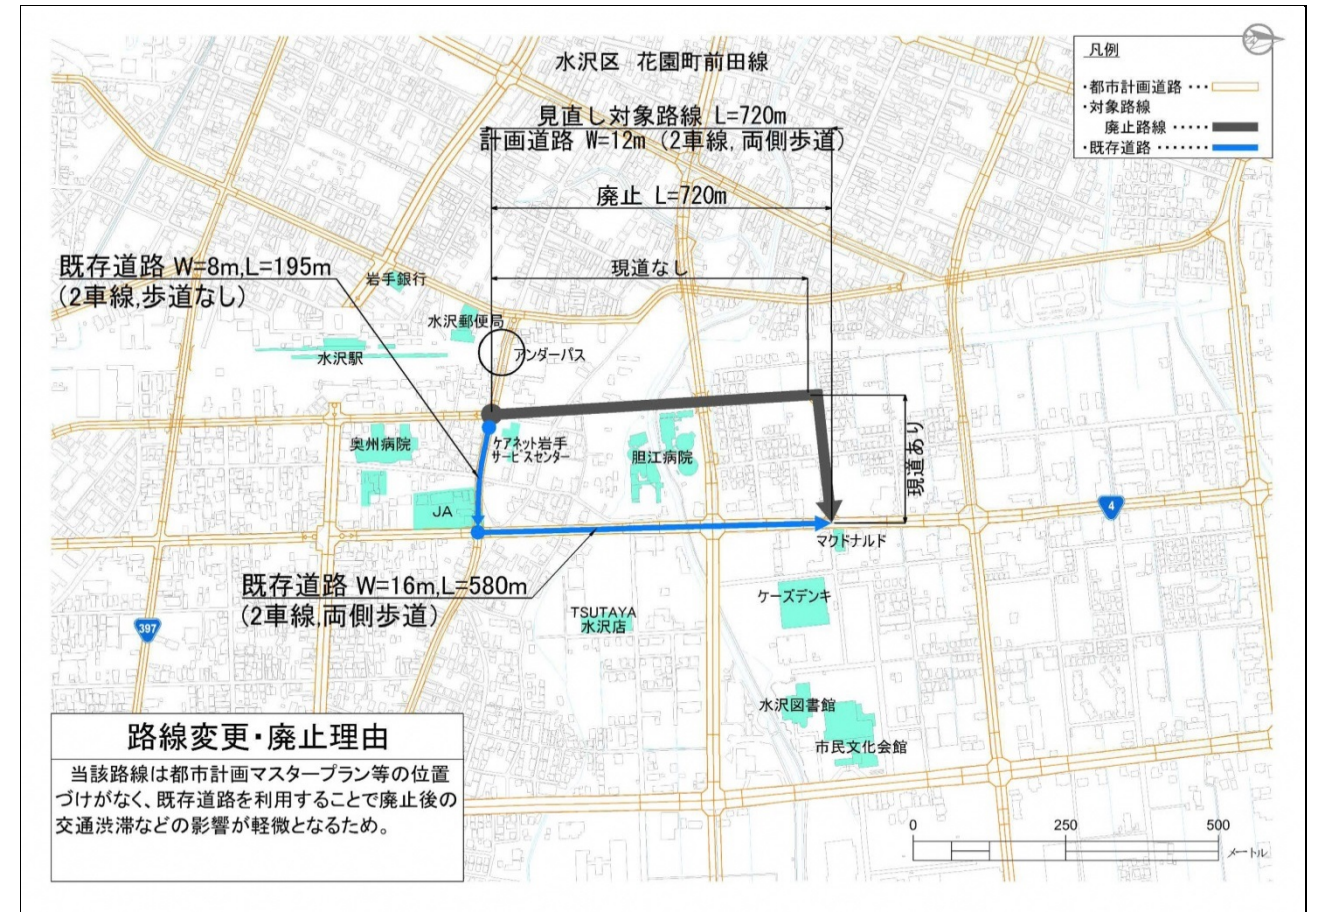 水沢区 花園町前田線
見直し対象路線 L=720m
計画道路 W=12m (2車線,両側歩道)
廃止 L=720m
現道なし
凡例
・都市計画道路・・・
・対象路線
廃止路線・・・・・
・既存道路・・・・・・・
既存道路 W=8m,L=195m
(2車線,歩道なし)
岩手銀行
水沢郵便局
水沢駅
アンダーパス
奥州病院
ケアネット岩手
サービスセンター
胆江病院
現道あり
JA
4
マクドナルド
既存道路 W=16m,L=580m
(2車線,両側歩道)
ケーズデンキ
TSUTAYA
水沢店
397
水沢図書館
市民文化会館
路線変更・廃止理由
当該路線は都市計画マスタープラン等の位置
づけがなく、既存道路を利用することで廃止後の
交通渋滞などの影響が軽微となるため。
0 250 500
メートル